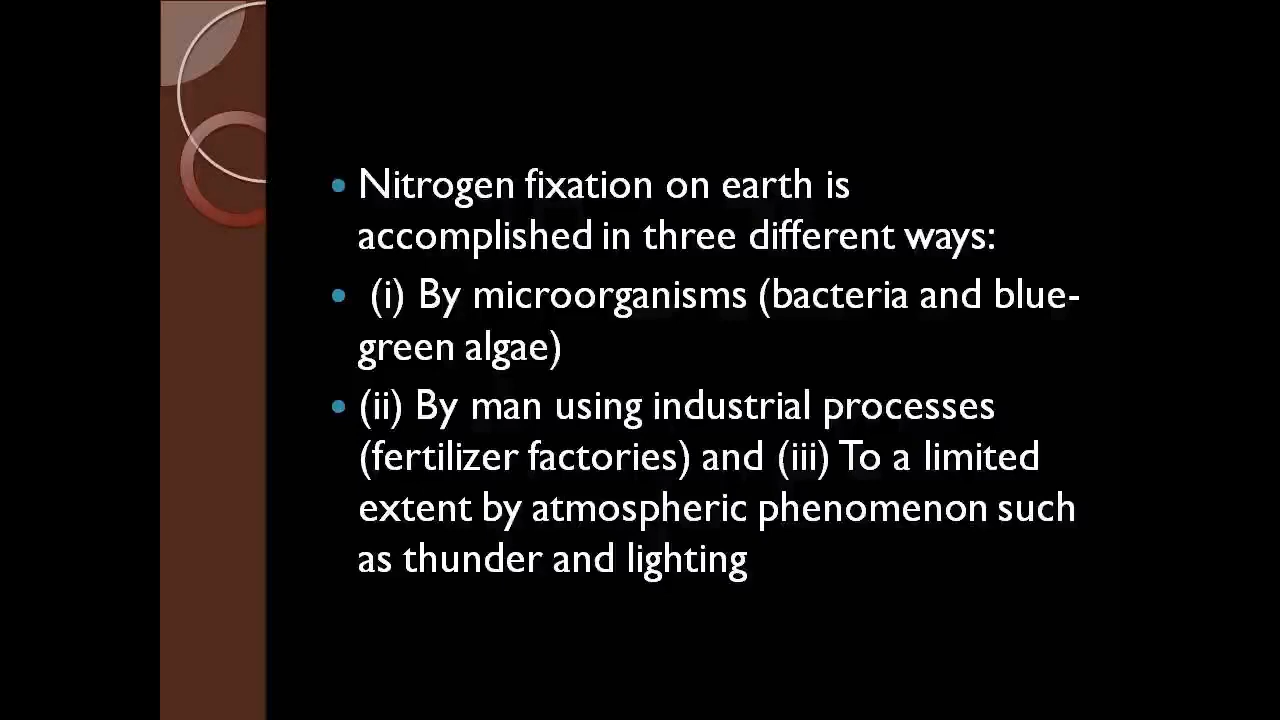 • Nitrogen fixation on earth is
accomplished in three different ways:
• (i) By microorganisms (bacteria and blue-
green algae)
• (ii) By man using industrial processes
(fertilizer factories) and (iii) To a limited
extent by atmospheric phenomenon such
as thunder and lighting